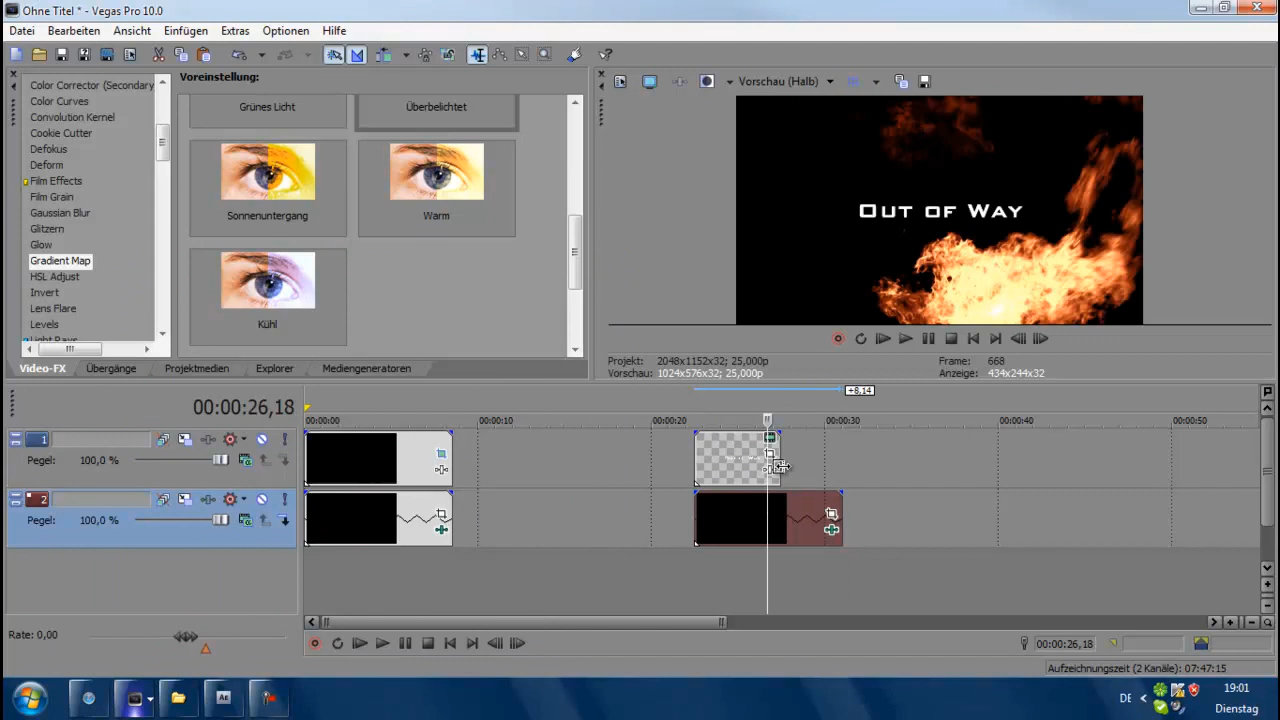 Ohne Titel * - Vegas Pro 10.0
Datei Bearbeiten Ansicht Einfügen Extras Optionen Hilfe
Voreinstellung:
Color Corrector (Secondary
Color Curves
Convolution Kernel
Cookie Cutter
Defokus
Deform
Film Effects
Film Grain
Gaussian Blur
Glitzern
Glow
Gradient Map
HSL Adjust
Invert
Lens Flare
Levels
Light Rays
Grünes Licht
Überbelichtet
Sonnenuntergang
Warm
Kühl
Video-FX Übergänge Projektmedien Explorer Mediengeneratoren
Vorschau (Halb)
Out of Way
Projekt: 2048x1152x32; 25,000p
Vorschau: 1024x576x32; 25,000p
Frame: 668
Anzeige: 434x244x32
+8,14
00:00:26,18
00:00:00 00:00:10 00:00:20 00:00:30 00:00:40 00:00:50
1
Pegel: 100,0 %
2
Pegel: 100,0 %
Rate: 0,00
00:00:26,18
Aufzeichnungszeit (2 Kanäle): 07:47:15
Ae
DE
19:01
Dienstag